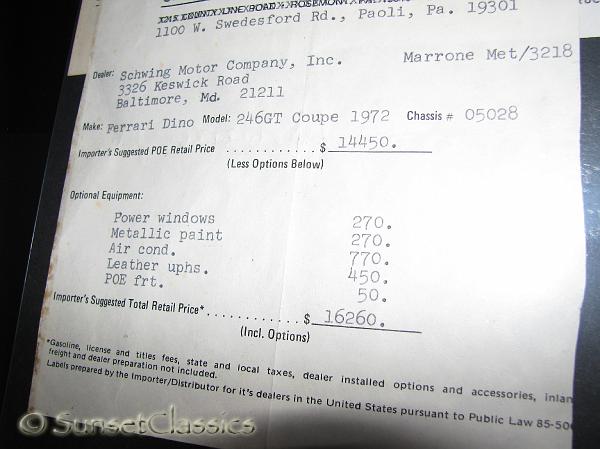 1100 W. Swedesford Rd., Paoli, Pa. 19301
Dealer: Schwing Motor Company, Inc. Marrone Met/3218
3326 Keswick Road
Baltimore, Md. 21211
Make: Ferrari Dino Model: 246GT Coupe 1972 Chassis # 05028
Importer's Suggested POE Retail Price ............ $ 14450.
(Less Options Below)
Optional Equipment:
Power windows 270.
Metallic paint 270.
Air cond. 770.
Leather uphs. 450.
POE frt. 50.
Importer's Suggested Total Retail Price* ............ $ 16260.
(Incl. Options)
*Gasoline, license and titles fees, state and local taxes, dealer installed options and accessories, inlan
freight and dealer preparation not included.
Labels prepared by the Importer/Distributor for it's dealers in the United States pursuant to Public Law 85-506
© SunsetClassics